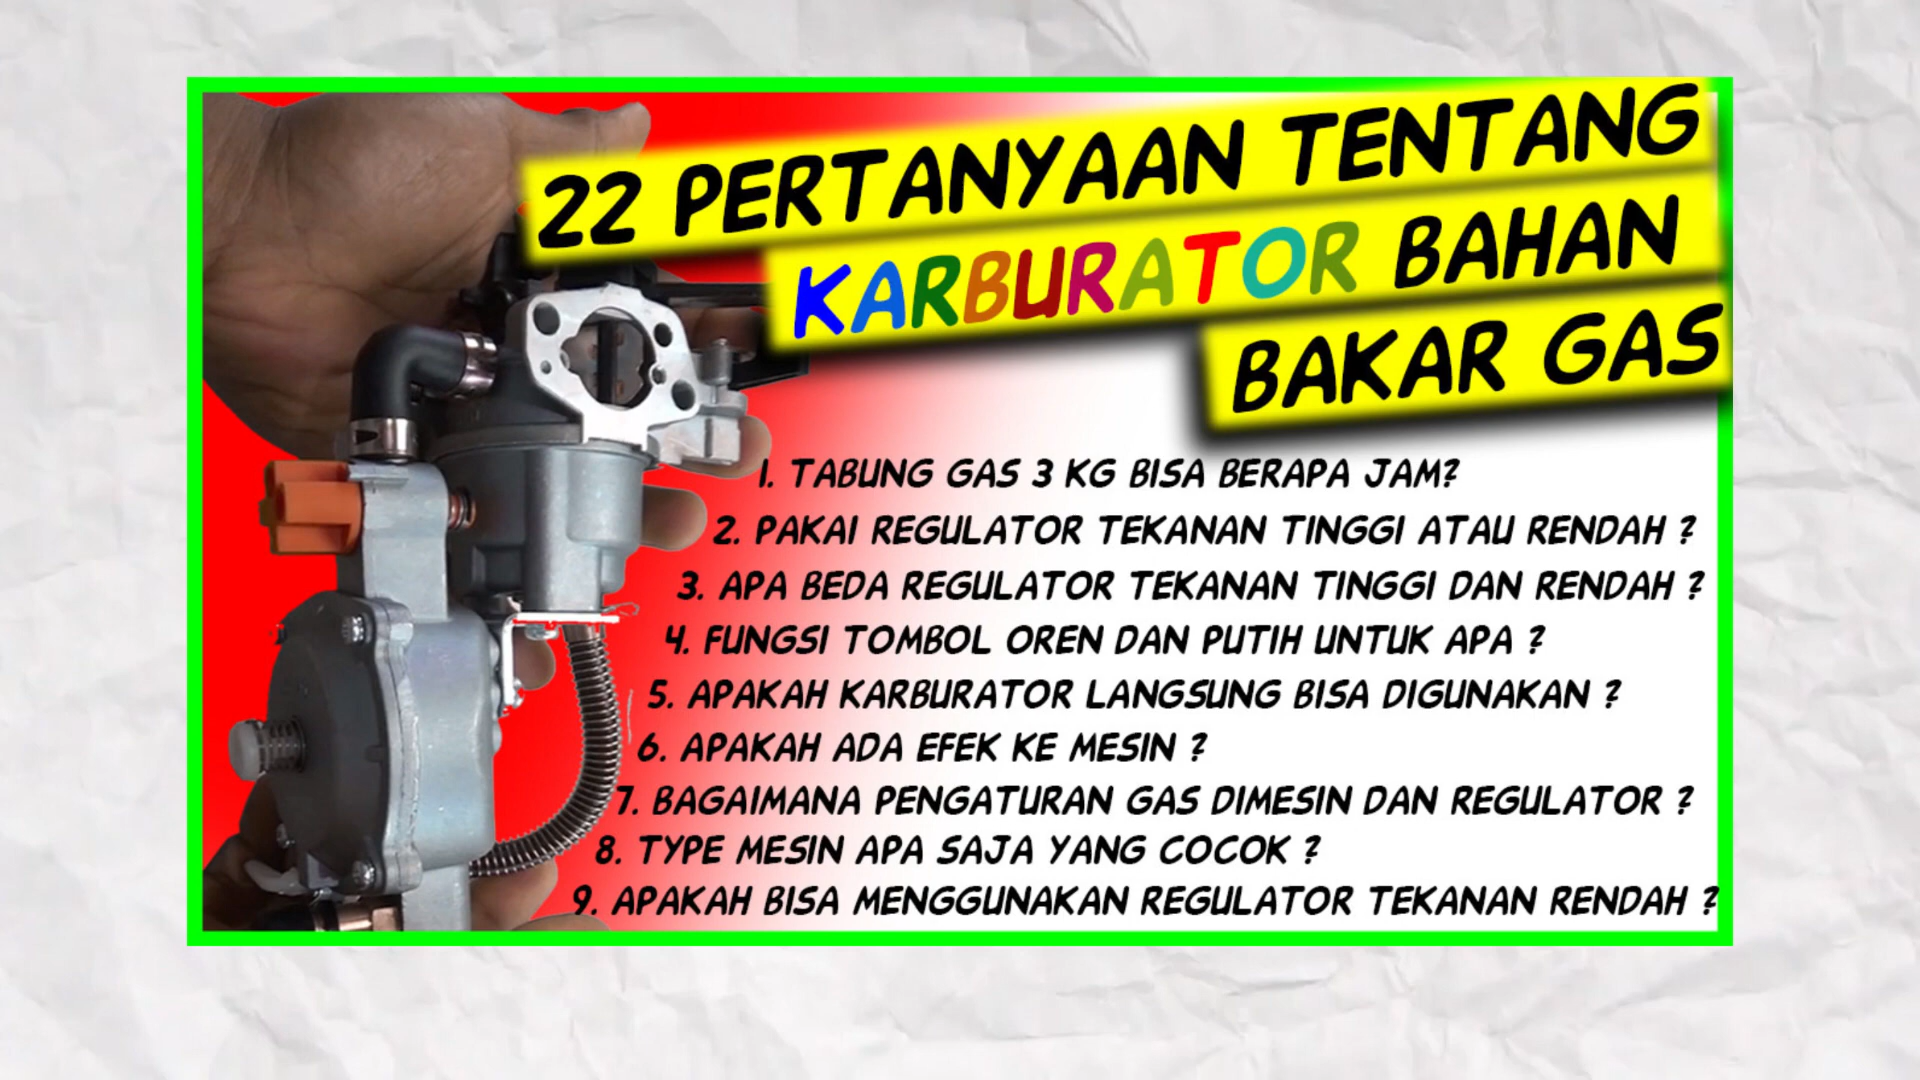 22 PERTANYAAN TENTANG
KARBURATOR BAHAN
BAKAR GAS
1. TABUNG GAS 3 KG BISA BERAPA JAM?
2. PAKAI REGULATOR TEKANAN TINGGI ATAU RENDAH ?
3. APA BEDA REGULATOR TEKANAN TINGGI DAN RENDAH ?
4. FUNGSI TOMBOL OREN DAN PUTIH UNTUK APA ?
5. APAKAH KARBURATOR LANGSUNG BISA DIGUNAKAN ?
6. APAKAH ADA EFEK KE MESIN ?
7. BAGAIMANA PENGATURAN GAS DIMESIN DAN REGULATOR ?
8. TYPE MESIN APA SAJA YANG COCOK ?
9. APAKAH BISA MENGGUNAKAN REGULATOR TEKANAN RENDAH ?